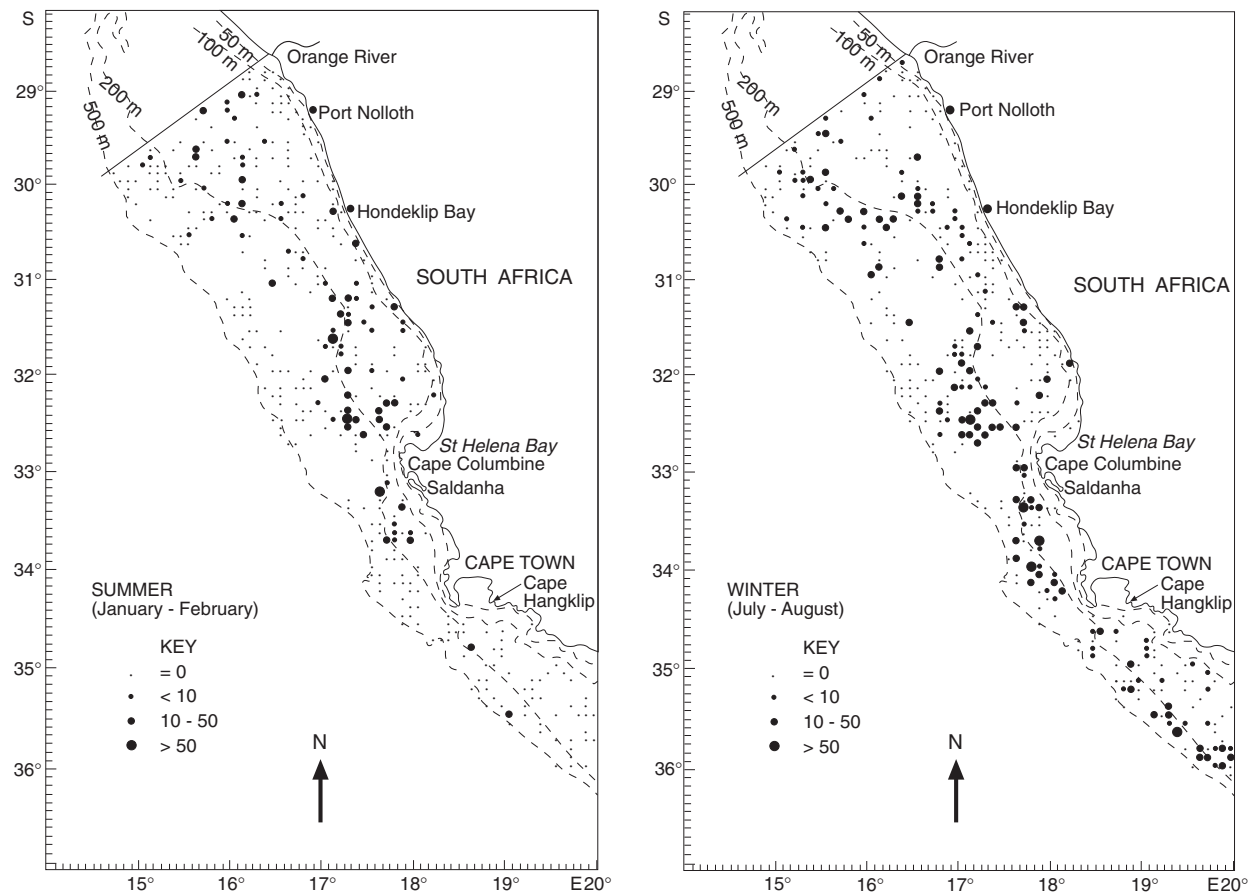 S
50 m
100 m
Orange River
200 m
500 m
29°
Port Nolloth
30°
Hondeklip Bay
31°
SOUTH AFRICA
32°
St Helena Bay
33°
Cape Columbine
Saldanha
34°
CAPE TOWN
Cape
Hangklip
SUMMER
(January - February)
KEY
= 0
< 10
10 - 50
> 50
35°
36°
N
15°
16°
17°
18°
19°
E20°
S
50 m
100 m
Orange River
200 m
500 m
29°
Port Nolloth
30°
Hondeklip Bay
31°
SOUTH AFRICA
32°
St Helena Bay
33°
Cape Columbine
Saldanha
34°
CAPE TOWN
Cape
Hangklip
WINTER
(July - August)
KEY
= 0
< 10
10 - 50
> 50
35°
36°
N
15°
16°
17°
18°
19°
E20°